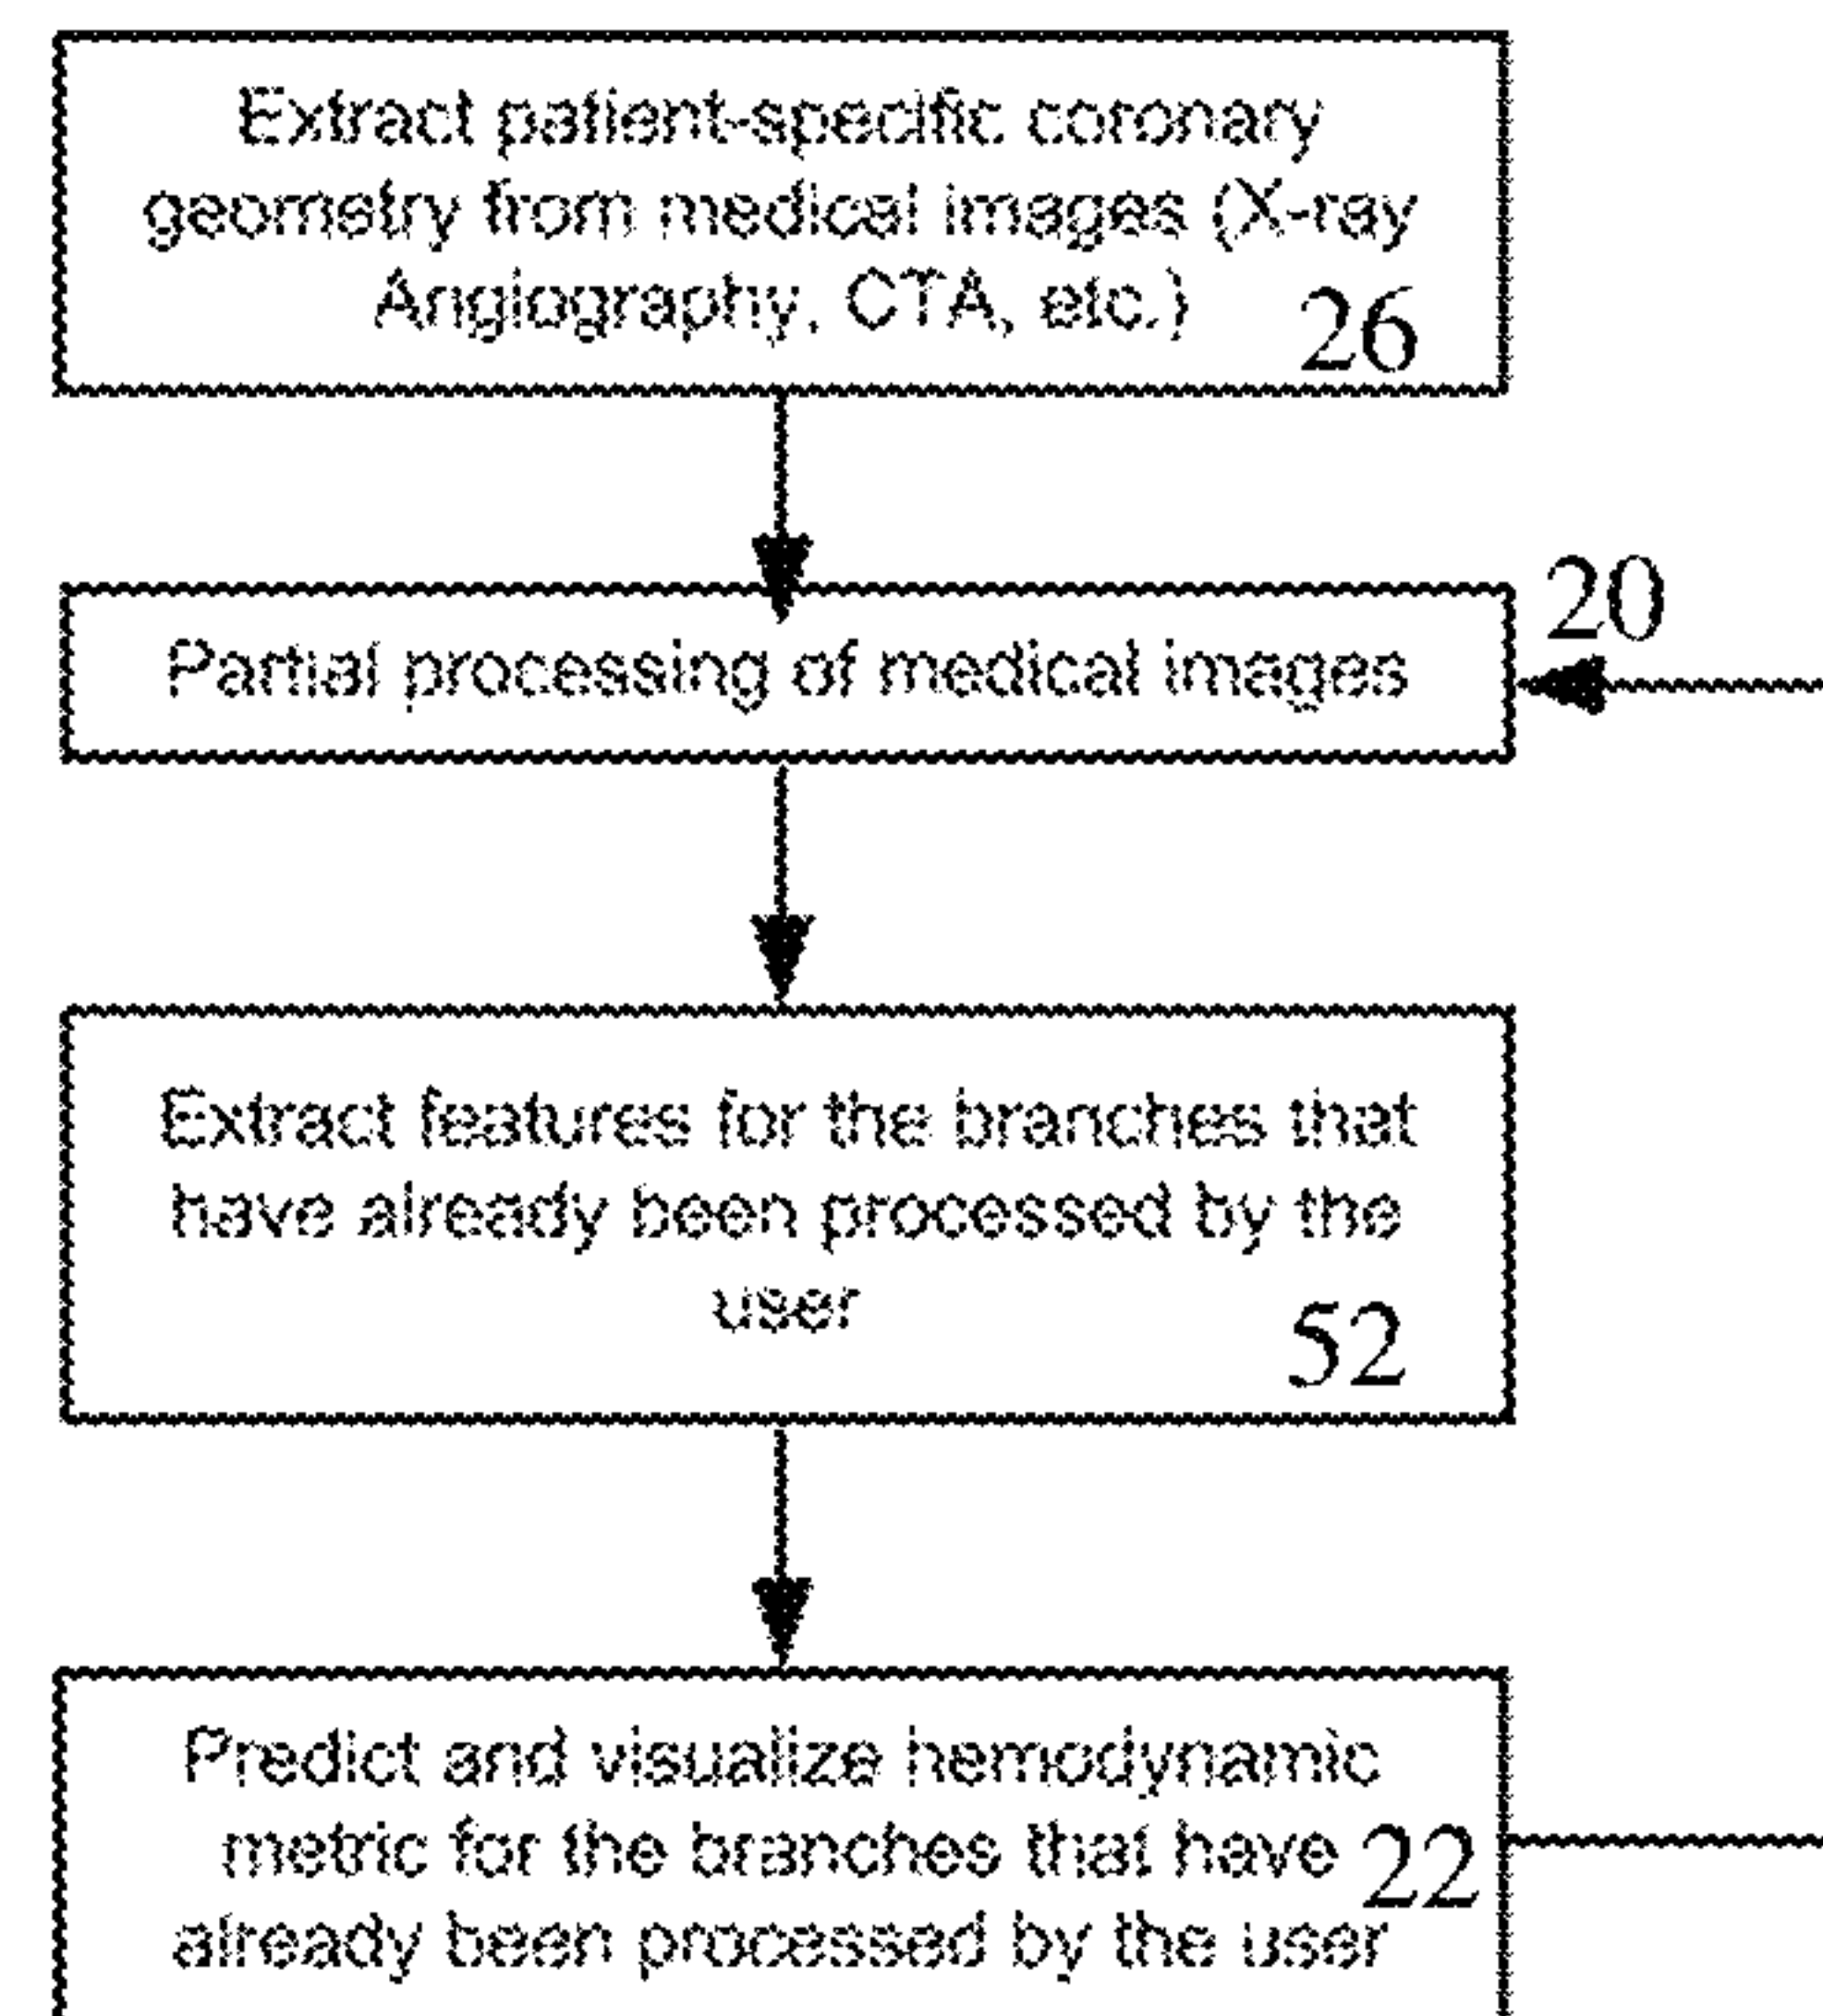 Extract patient-specific coronary
geometry from medical images (X-ray
Angiography, CTA, etc.) 26
20
Partial processing of medical images
Extract features for the branches that
have already been processed by the
user
52
Predict and visualize hemodynamic
metric for the branches that have 22
already been processed by the user